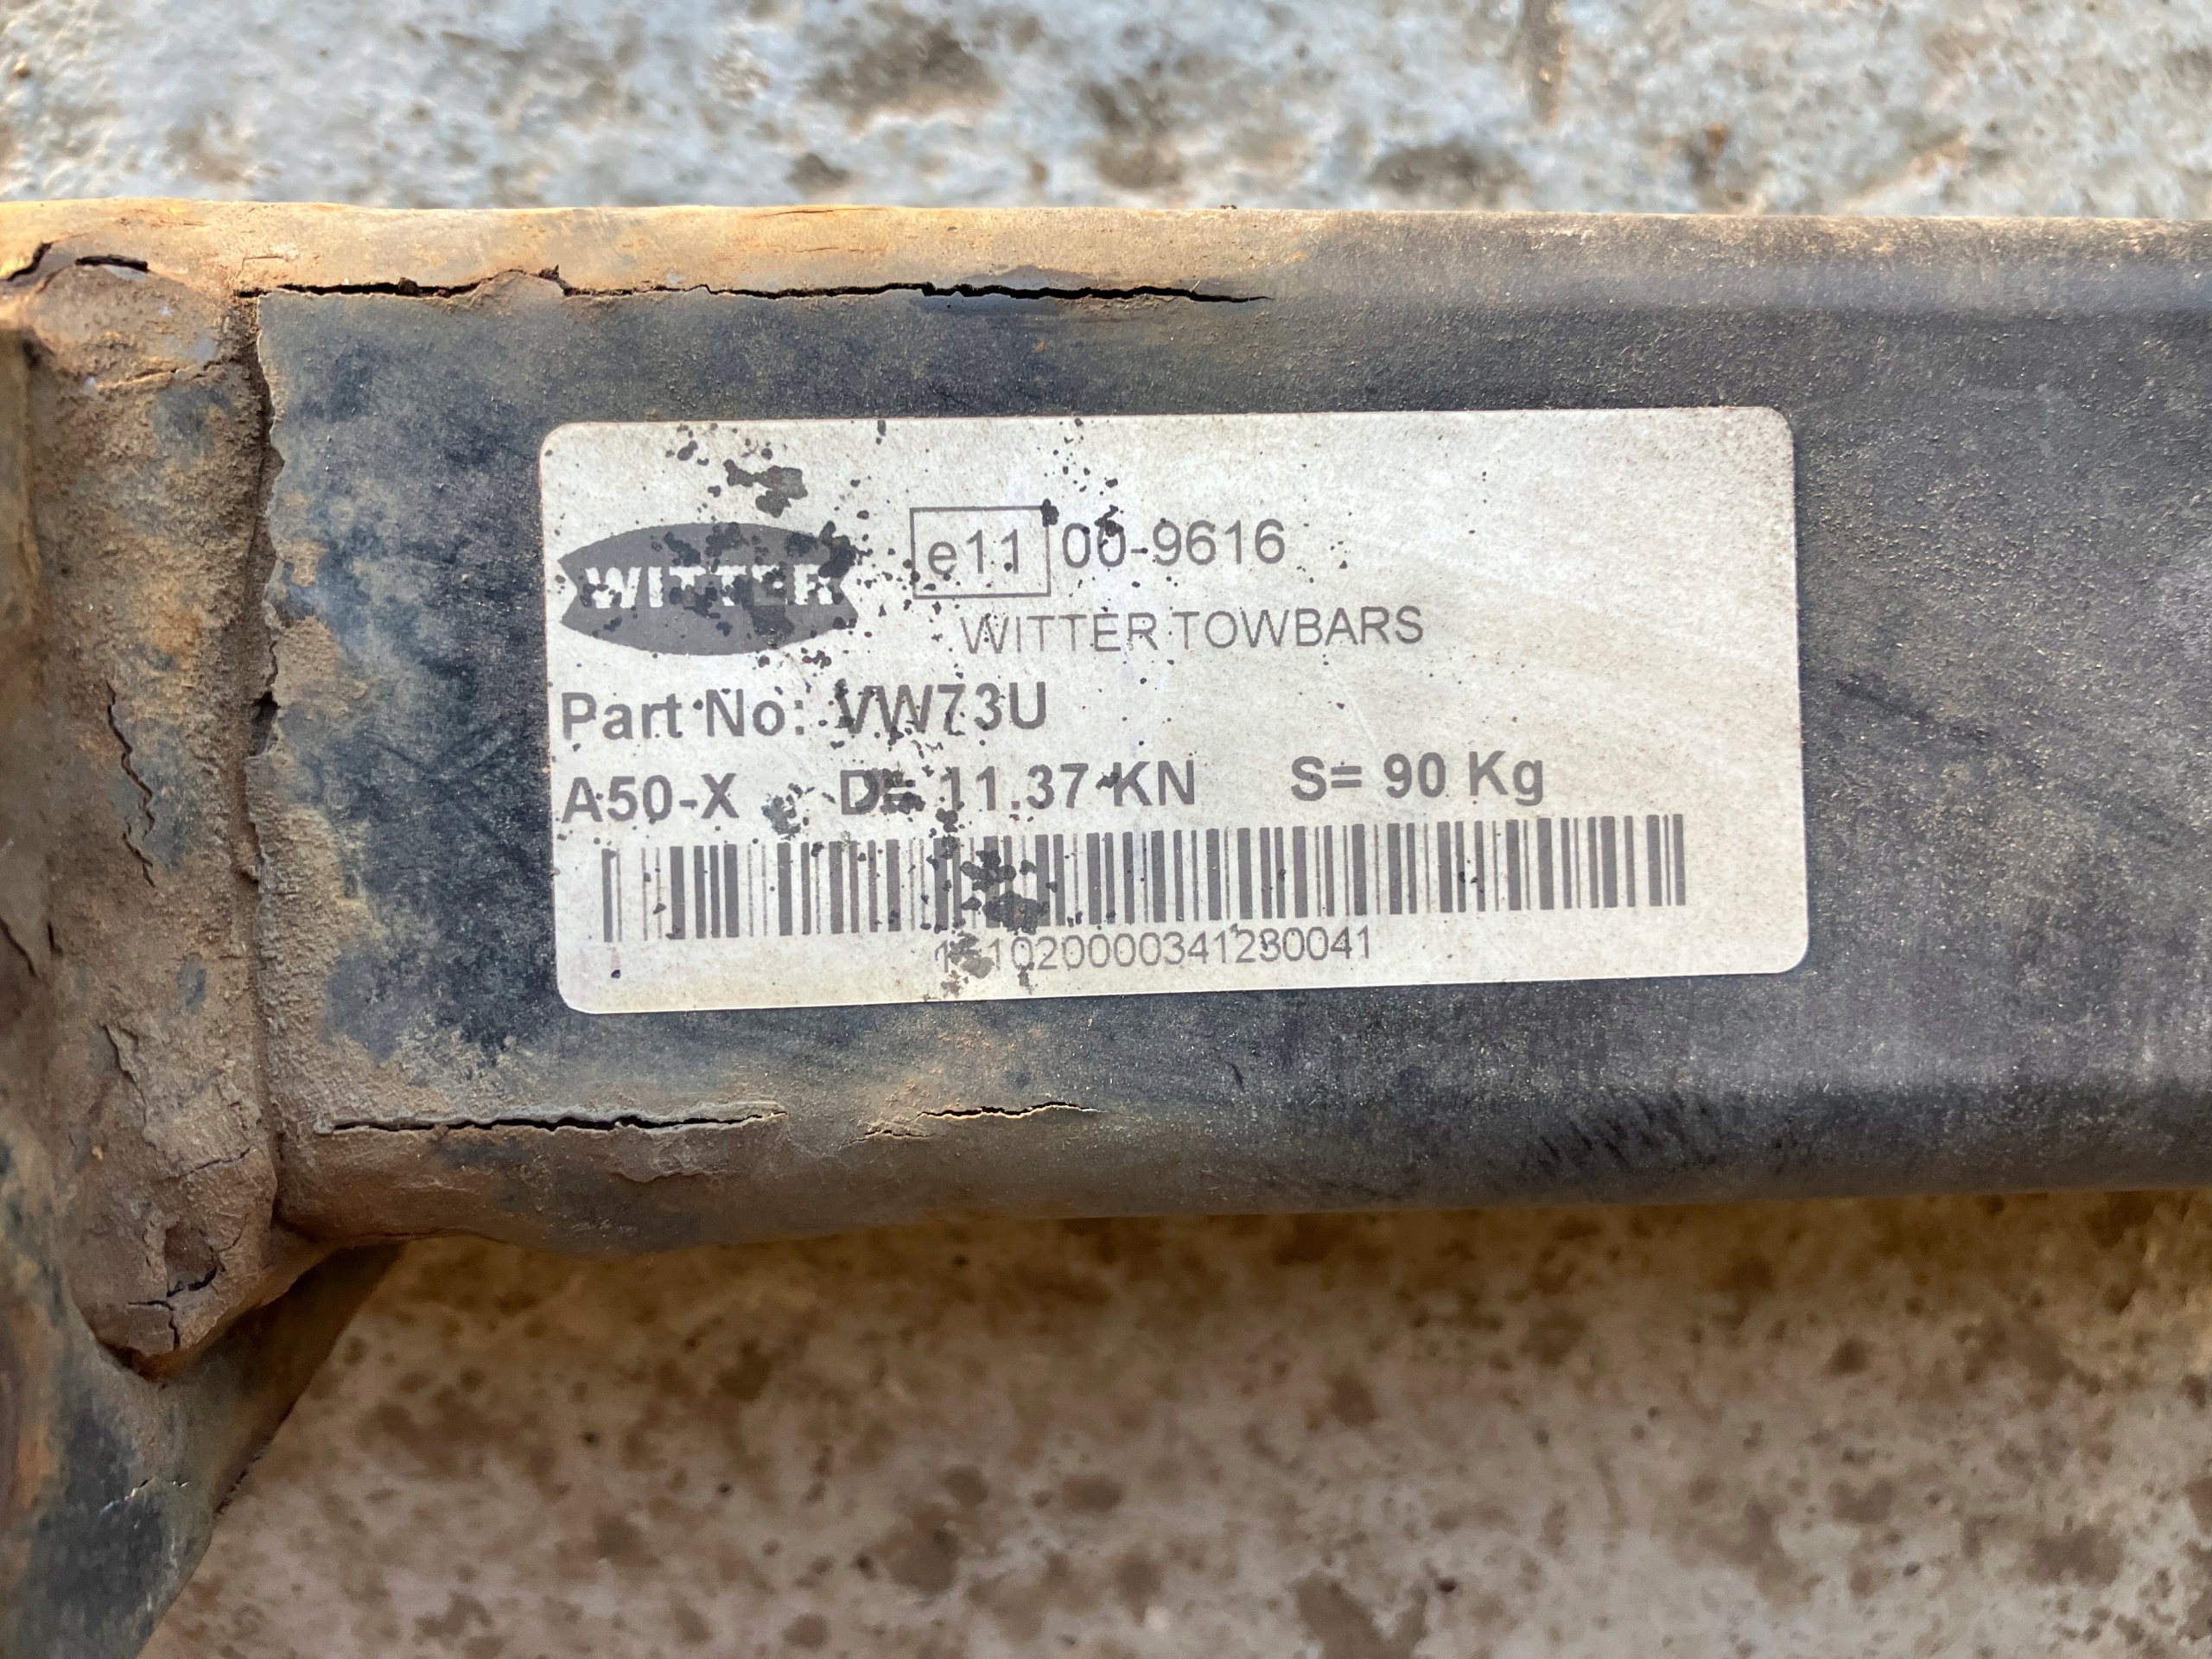 WITTER
e11 00-9616
WITTER TOWBARS
Part No: VW73U
A50-X D= 11.37 KN S= 90 Kg